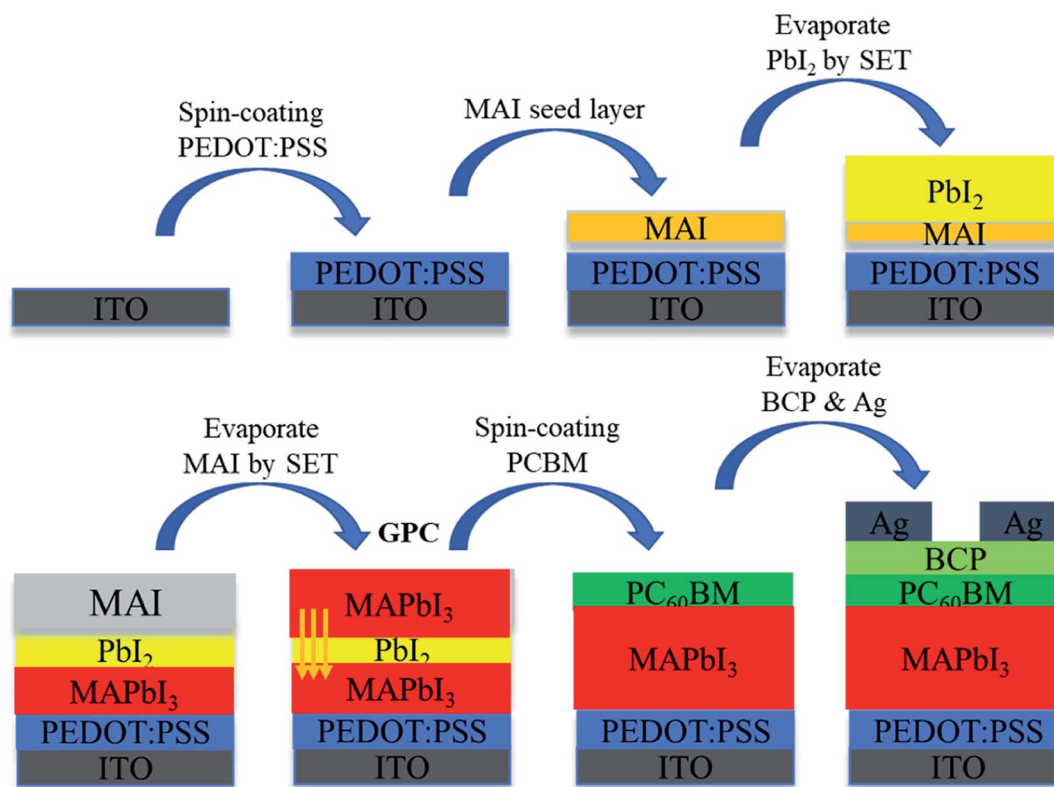 Spin-coating
PEDOT:PSS
MAI seed layer
Evaporate
PbI₂ by SET
ITO
PEDOT:PSS
ITO
MAI
PEDOT:PSS
ITO
PbI₂
MAI
PEDOT:PSS
ITO
Evaporate
MAI by SET
GPC
Spin-coating
PCBM
Evaporate
BCP & Ag
MAI
PbI₂
MAPbI₃
PEDOT:PSS
ITO
MAPbI₃
PbI₂
MAPbI₃
PEDOT:PSS
ITO
PC₆₀BM
MAPbI₃
PEDOT:PSS
ITO
Ag Ag
BCP
PC₆₀BM
MAPbI₃
PEDOT:PSS
ITO